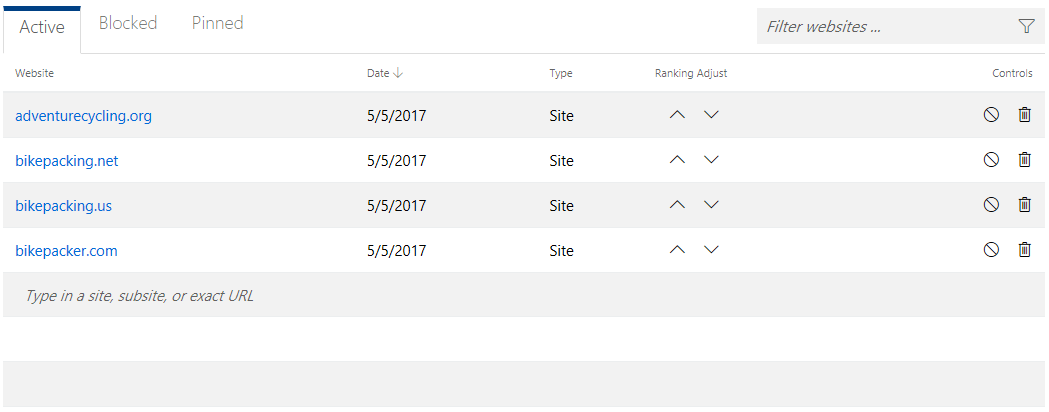 Active Blocked Pinned Filter websites ...
Website Date Type Ranking Adjust Controls
adventurecycling.org 5/5/2017 Site
bikepacking.net 5/5/2017 Site
bikepacking.us 5/5/2017 Site
bikepacker.com 5/5/2017 Site
Type in a site, subsite, or exact URL